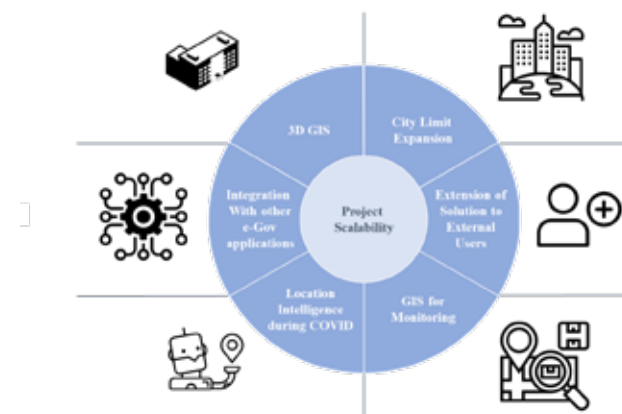 3D GIS
City Limit
Expansion
Integration
With other
e-Gov
applications
Project
Scalability
Extension of
Solution to
External
Users
Location
Intelligence
during COVID
GIS for
Monitoring